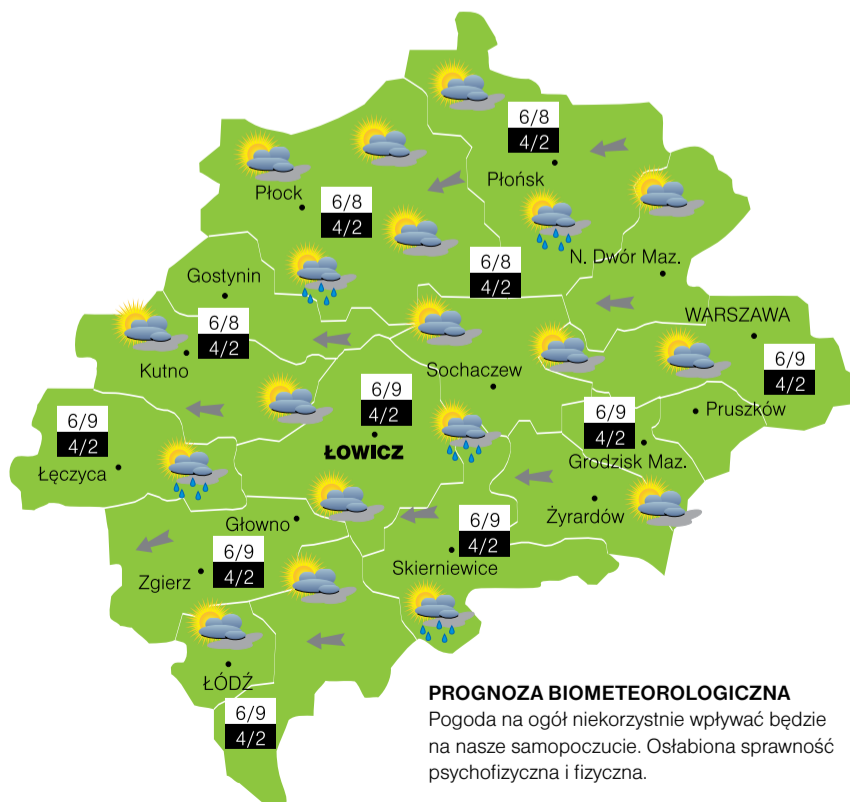 6/8
4/2
Płońsk
Płock
6/8
4/2
N. Dwór Maz.
6/8
4/2
Gostynin
WARSZAWA
6/8
4/2
Kutno
6/9
4/2
Sochaczew
6/9
4/2
ŁOWICZ
6/9
4/2
Pruszków
6/9
4/2
Grodzisk Maz.
Łęczyca
Żyrardów
Głowno
6/9
4/2
Skierniewice
6/9
4/2
Zgierz
ŁÓDŹ
6/9
4/2
PROGNOZA BIOMETEOROLOGICZNA
Pogoda na ogół niekorzystnie wpływać będzie
na nasze samopoczucie. Osłabiona sprawność
psychofizyczna i fizyczna.